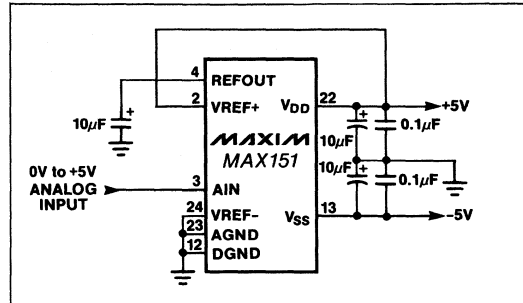 4
REFOUT
2
VREF+
VDD
22
+5V
+
10µF
+
10µF
0.1µF
MAXIM
MAX151
+
10µF
0.1µF
0V to +5V
ANALOG
INPUT
3
AIN
24
VREF-
VSS
13
-5V
23
AGND
12
DGND